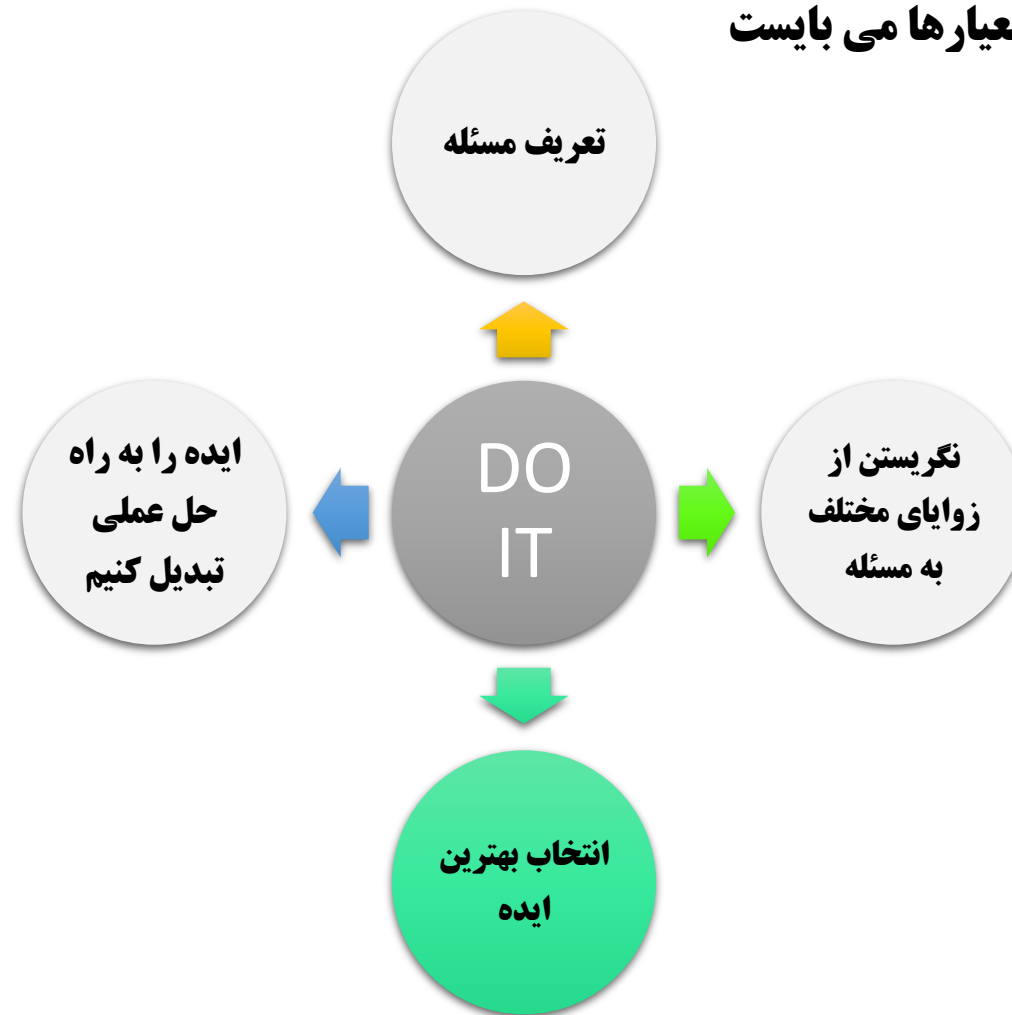 می بایست
تعریف مسئله
نگریستن از
زوایای مختلف
به مسئله
DO
IT
ایده را به راه
حل عملی
تبدیل کنیم
انتخاب بهترین
ایده